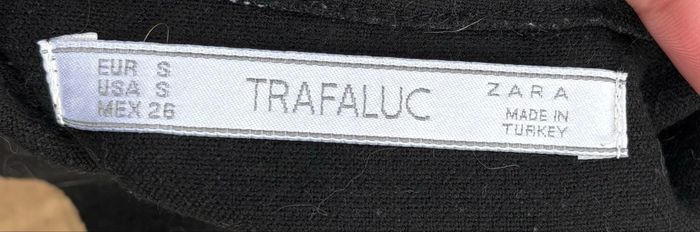 EUR S
USA S
MEX 26
TRAFALUC
ZARA
MADE IN
TURKEY